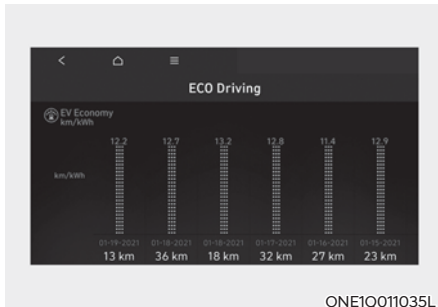 ECO Driving
EV Economy
km/kWh
12.2 12.7 13.2 12.8 11.4 12.9
km/kWh
01-19-2021 01-18-2021 01-18-2021 01-17-2021 01-16-2021 01-15-2021
13 km 36 km 18 km 32 km 27 km 23 km
ONE1O011035L